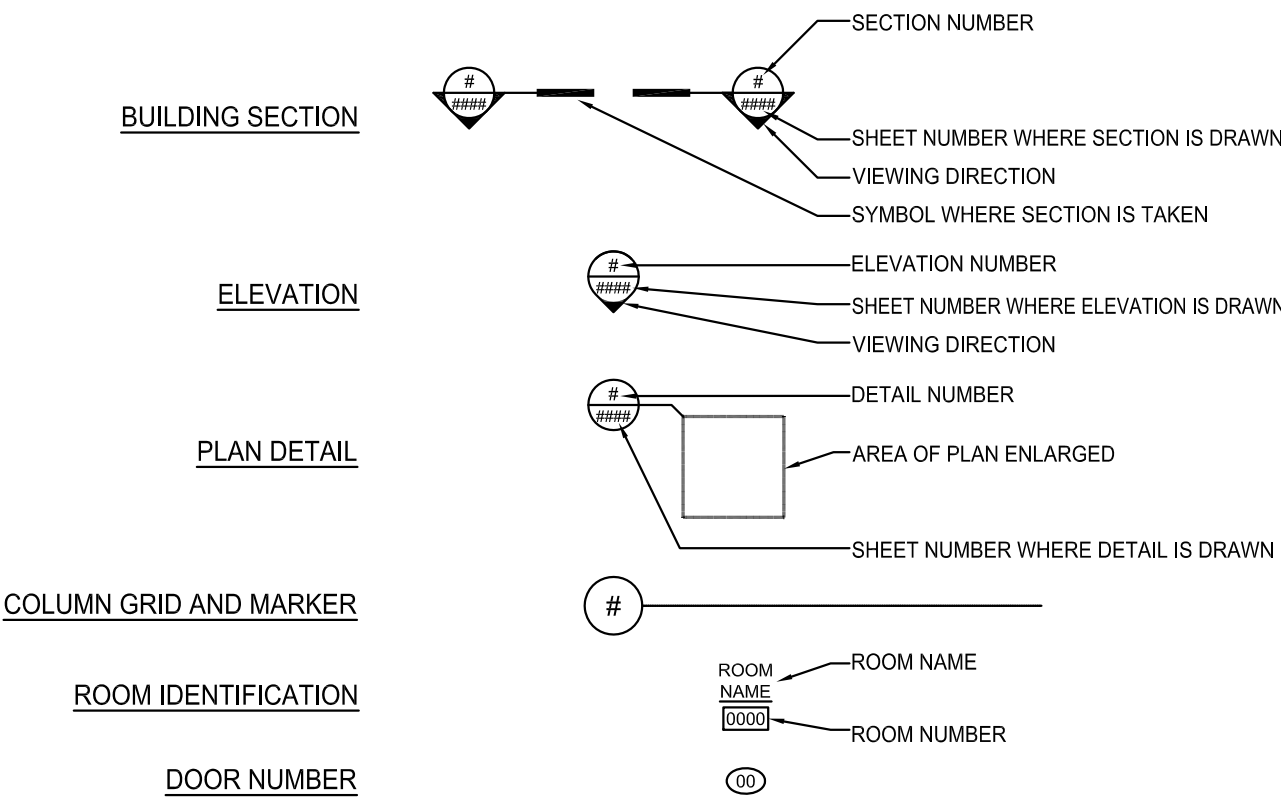 SECTION NUMBER
#
#
BUILDING SECTION
####
####
SHEET NUMBER WHERE SECTION IS DRAWN
VIEWING DIRECTION
SYMBOL WHERE SECTION IS TAKEN
ELEVATION
#
####
ELEVATION NUMBER
SHEET NUMBER WHERE ELEVATION IS DRAWN
VIEWING DIRECTION
PLAN DETAIL
#
####
DETAIL NUMBER
AREA OF PLAN ENLARGED
SHEET NUMBER WHERE DETAIL IS DRAWN
COLUMN GRID AND MARKER
#
ROOM IDENTIFICATION
ROOM
NAME
0000
ROOM NAME
ROOM NUMBER
DOOR NUMBER
00